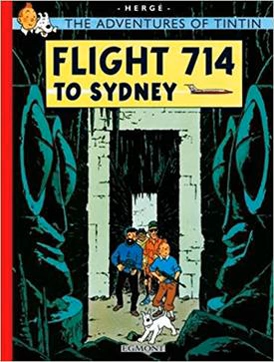 HERGÉ
THE ADVENTURES OF TINTIN
FLIGHT 714
TO SYDNEY
EGMONT